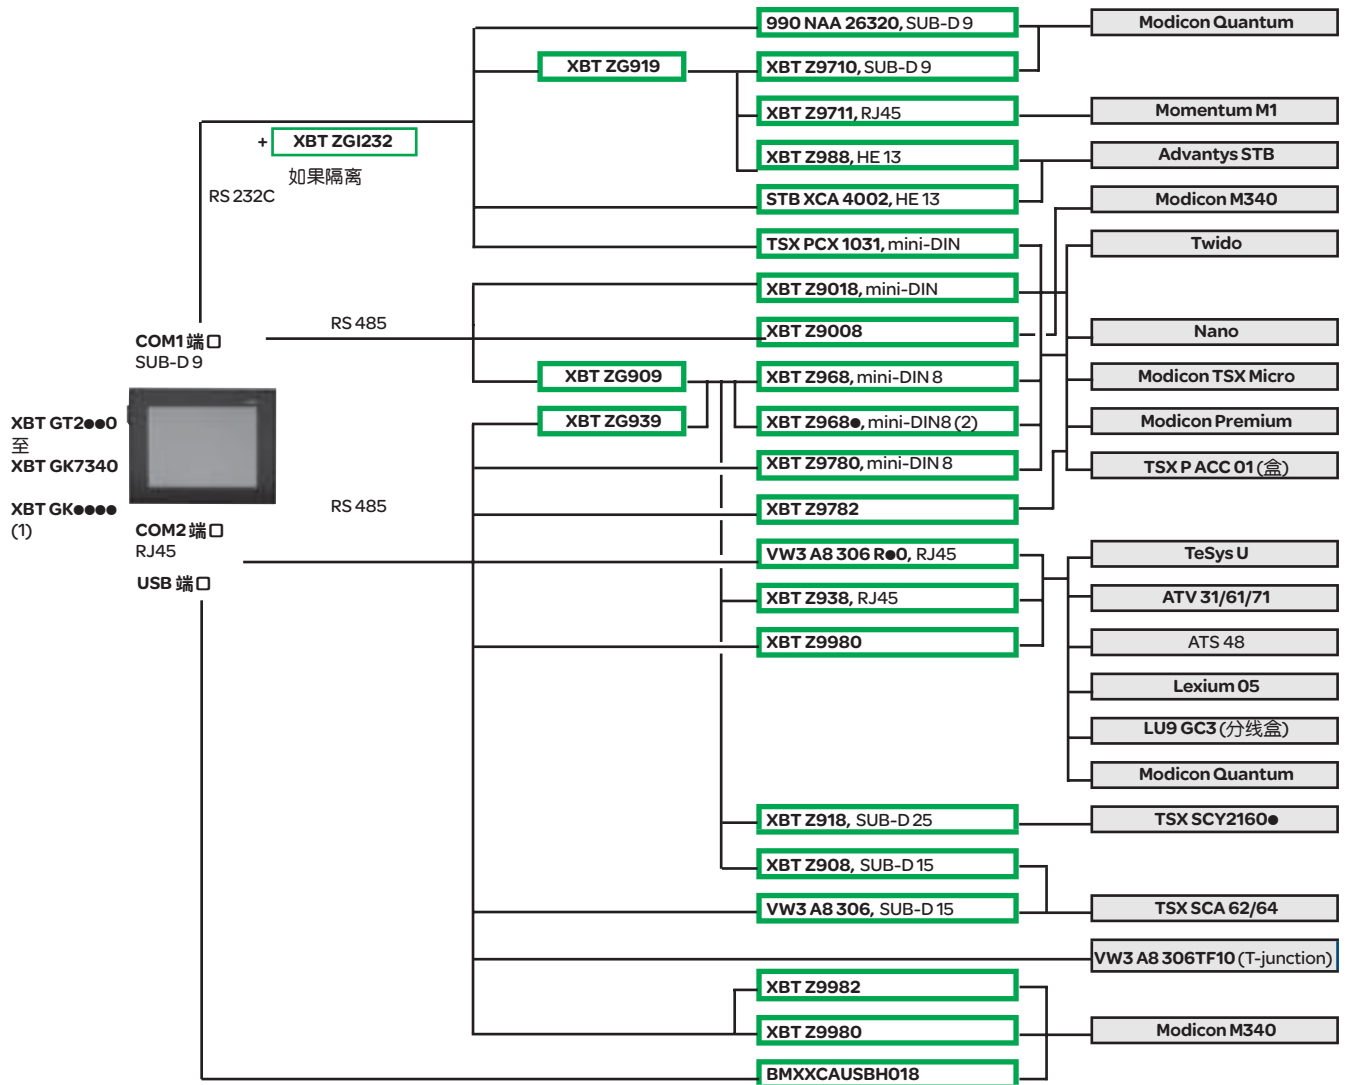 990 NAA 26320, SUB-D 9
Modicon Quantum
XBT ZG919
XBT Z9710, SUB-D 9
XBT Z9711, RJ45
Momentum M1
+ XBT ZGI232
如果隔离
RS 232C
XBT Z988, HE 13
Advantys STB
STB XCA 4002, HE 13
Modicon M340
TSX PCX 1031, mini-DIN
Twido
XBT Z9018, mini-DIN
RS 485
XBT Z9008
Nano
COM1 端口
SUB-D 9
XBT ZG909
XBT Z968, mini-DIN 8
Modicon TSX Micro
XBT ZG939
XBT Z968●, mini-DIN8 (2)
Modicon Premium
XBT GT2●●0
至
XBT GK7340
XBT Z9780, mini-DIN 8
TSX P ACC 01 (盒)
XBT GK●●●●
(1)
RS 485
XBT Z9782
COM2 端口
RJ45
USB 端口
VW3 A8 306 R●0, RJ45
TeSys U
XBT Z938, RJ45
ATV 31/61/71
XBT Z9980
ATS 48
Lexium 05
LU9 GC3 (分线盒)
Modicon Quantum
XBT Z918, SUB-D 25
TSX SCY2160●
XBT Z908, SUB-D 15
VW3 A8 306, SUB-D 15
TSX SCA 62/64
VW3 A8 306TF10 (T-junction)
XBT Z9982
XBT Z9980
Modicon M340
BMXXCAUSBH018